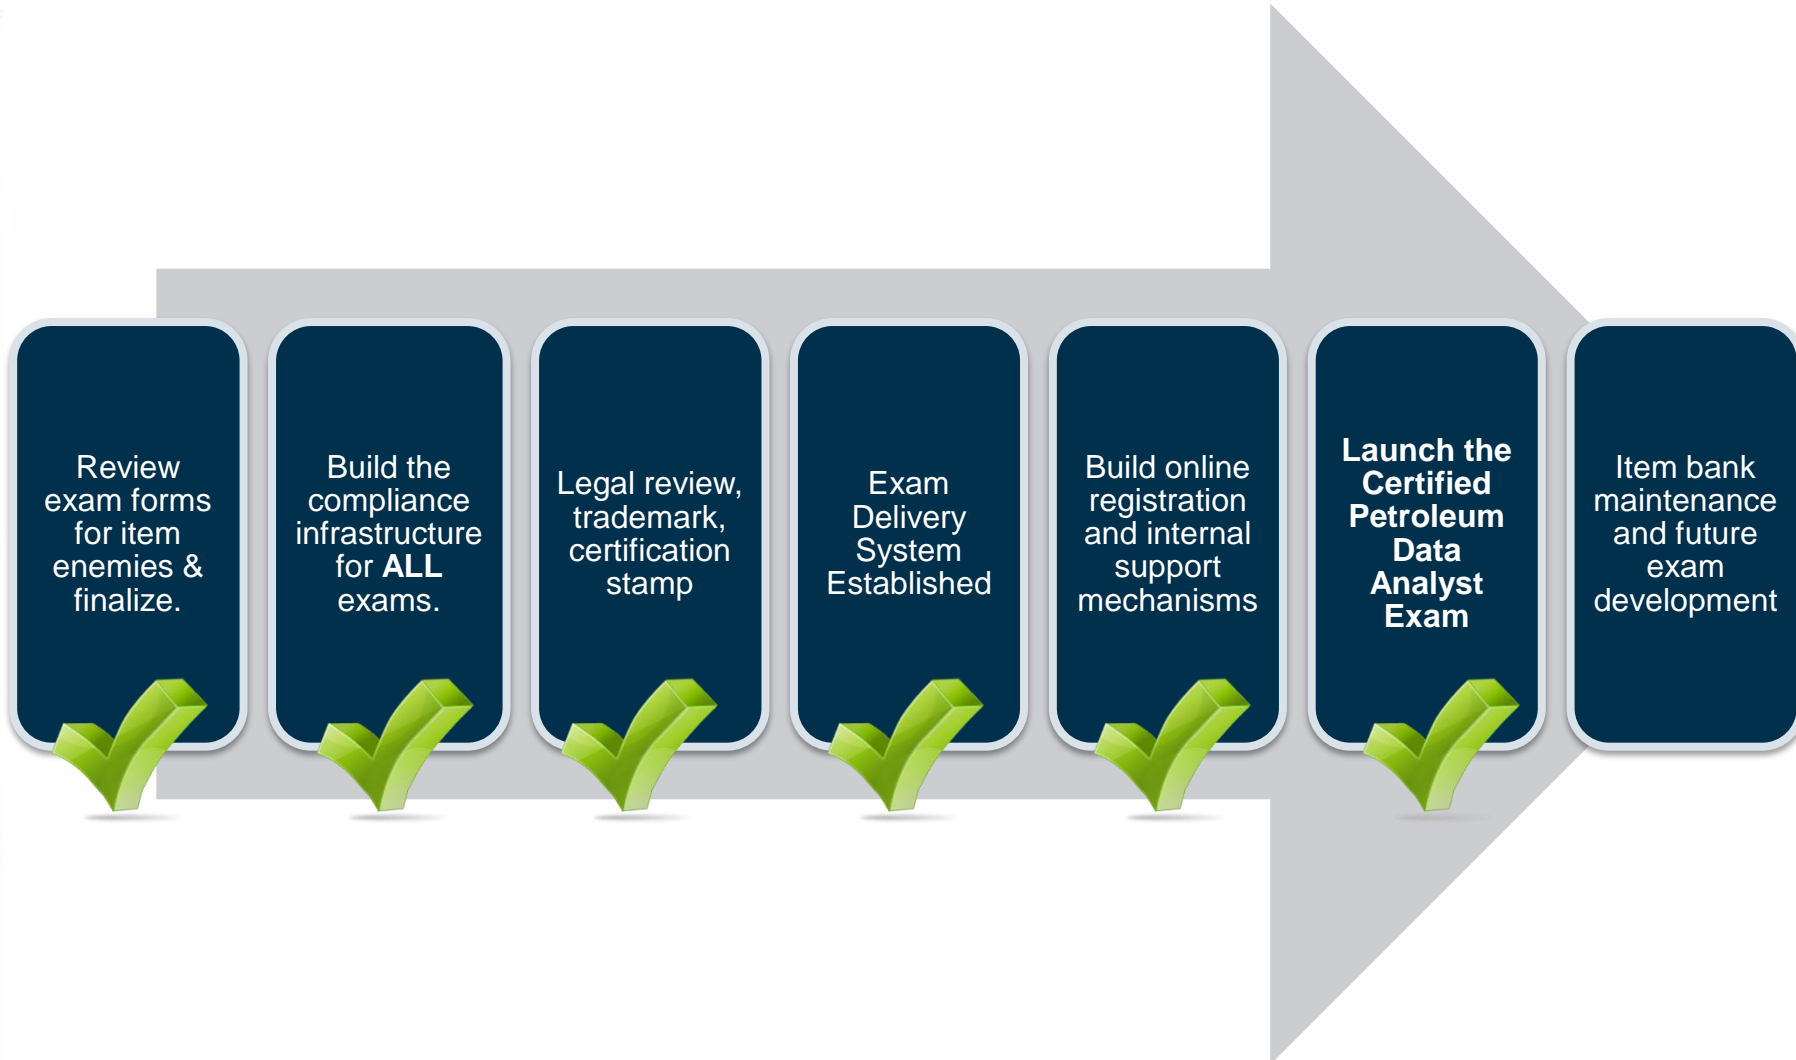 Review
exam forms
for item
enemies &
finalize.
Build the
compliance
infrastructure
for ALL
exams.
Legal review,
trademark,
certification
stamp
Exam
Delivery
System
Established
Build online
registration
and internal
support
mechanisms
Launch the
Certified
Petroleum
Data
Analyst
Exam
Item bank
maintenance
and future
exam
development